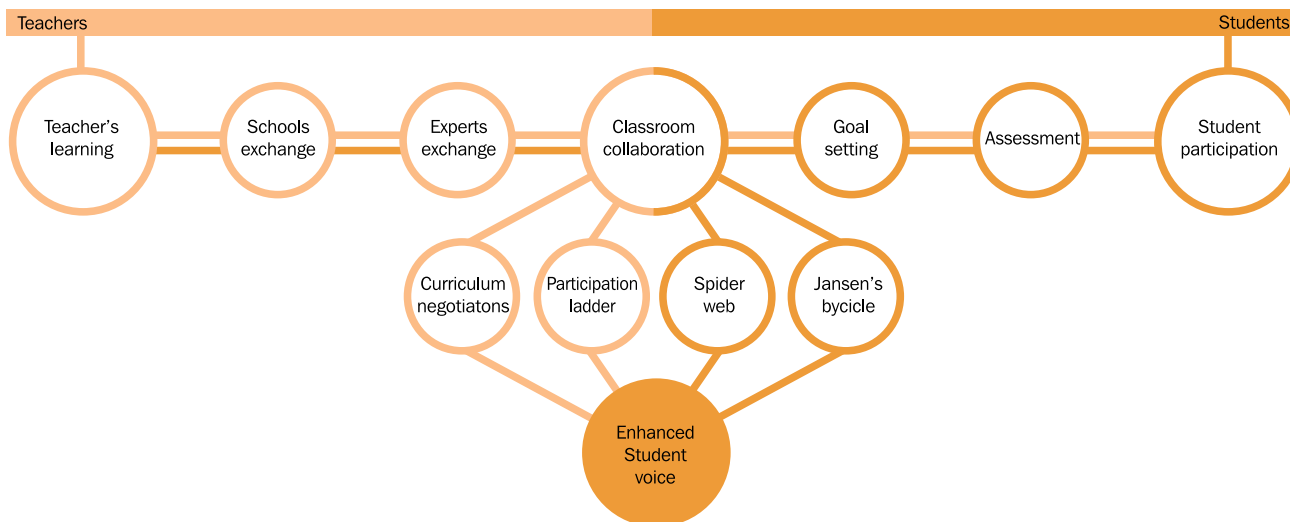 Teachers
Students
Teacher's
learning
Schools
exchange
Experts
exchange
Classroom
collaboration
Goal
setting
Assessment
Student
participation
Curriculum
negotiatons
Participation
ladder
Spider
web
Jansen's
bycicle
Enhanced
Student
voice